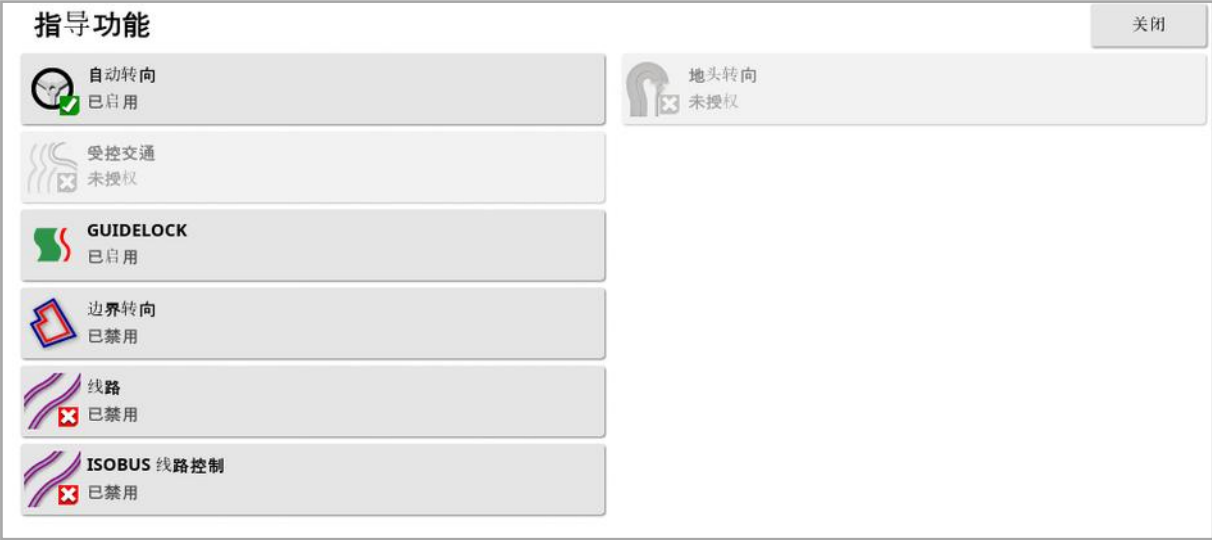 指导功能
关闭
自动转向
已启用
地头转向
未授权
受控交通
未授权
GUIDELOCK
已启用
边界转向
已禁用
线路
已禁用
ISOBUS 线路控制
已禁用